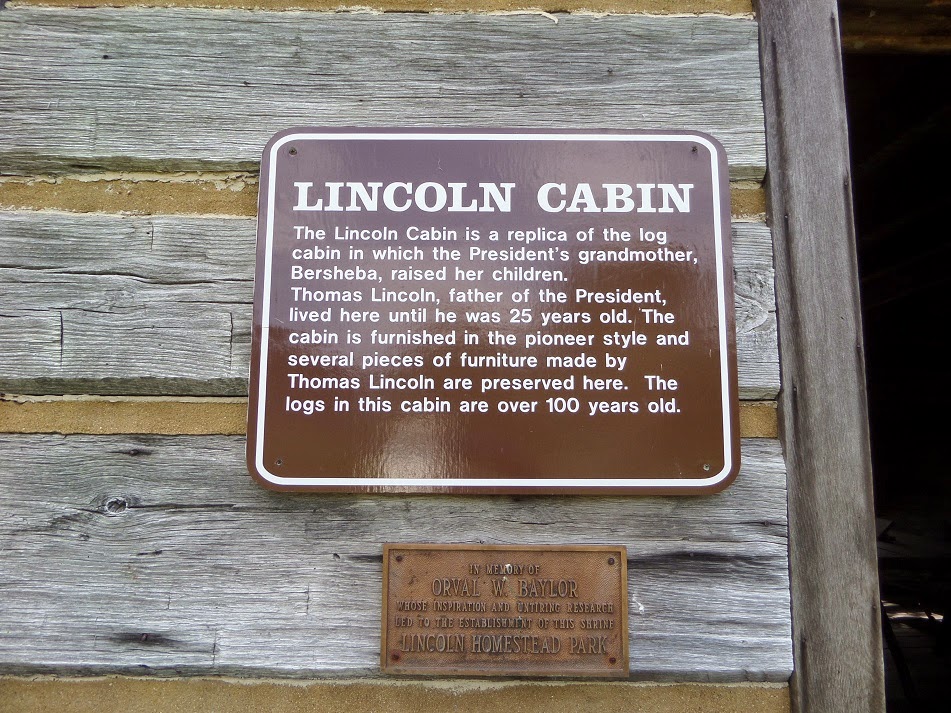 LINCOLN CABIN
The Lincoln Cabin is a replica of the log
cabin in which the President's grandmother,
Bersheba, raised her children.
Thomas Lincoln, father of the President,
lived here until he was 25 years old. The
cabin is furnished in the pioneer style and
several pieces of furniture made by
Thomas Lincoln are preserved here. The
logs in this cabin are over 100 years old.
IN MEMORY OF
ORVAL W. BAYLOR
WHOSE INSPIRATION AND UNTIRING RESEARCH
LED TO THE ESTABLISHMENT OF THIS SHRINE
LINCOLN HOMESTEAD PARK